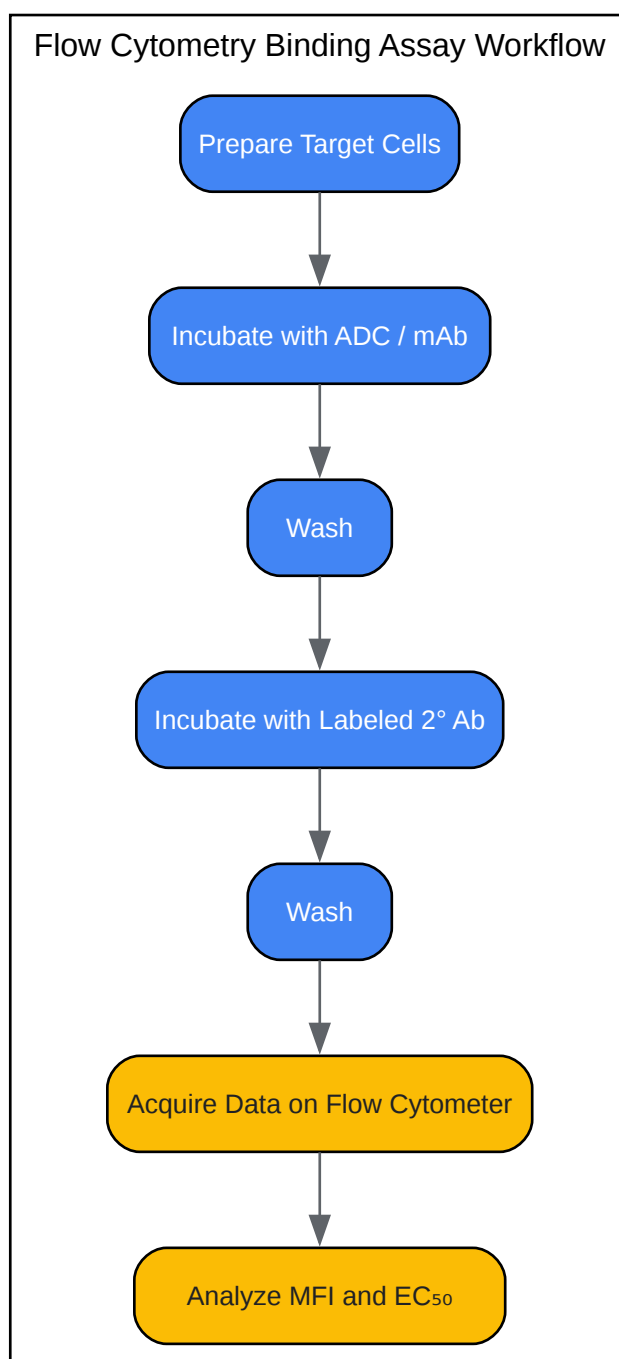 Flow Cytometry Binding Assay Workflow
Prepare Target Cells
Incubate with ADC / mAb
Wash
Incubate with Labeled 2° Ab
Wash
Acquire Data on Flow Cytometer
Analyze MFI and EC₅₀